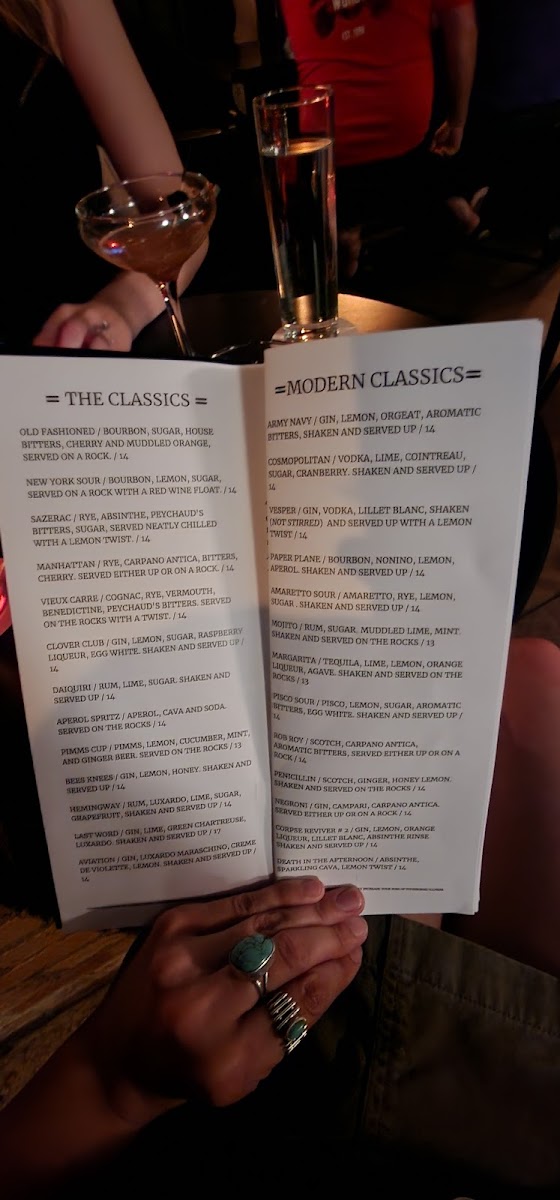 = THE CLASSICS =
OLD FASHIONED / BOURBON, SUGAR, HOUSE
BITTERS, CHERRY AND MUDDLED ORANGE,
SERVED ON A ROCK. / 14
NEW YORK SOUR / BOURBON, LEMON, SUGAR,
SERVED ON A ROCK WITH A RED WINE FLOAT. / 14
SAZERAC / RYE, ABSINTHE, PEYCHAUD'S
BITTERS, SUGAR, SERVED NEATLY CHILLED
WITH A LEMON TWIST. / 14
MANHATTAN / RYE, CARPANO ANTICA, BITTERS,
CHERRY. SERVED EITHER UP OR ON A ROCK. / 14
VIEUX CARRE / COGNAC, RYE, VERMOUTH,
BENEDICTINE, PEYCHAUD'S BITTERS. SERVED
ON THE ROCKS WITH A TWIST. / 14
CLOVER CLUB / GIN, LEMON, SUGAR, RASPBERRY
LIQUEUR, EGG WHITE. SHAKEN AND SERVED UP /
14
DAIQUIRI / RUM, LIME, SUGAR. SHAKEN AND
SERVED UP / 14
APEROL SPRITZ / APEROL, CAVA AND SODA.
SERVED ON THE ROCKS / 14
PIMMS CUP / PIMMS, LEMON, CUCUMBER, MINT,
AND GINGER BEER. SERVED ON THE ROCKS / 13
BEES KNEES / GIN, LEMON, HONEY. SHAKEN AND
SERVED UP / 14
HEMINGWAY / RUM, LUXARDO, LIME, SUGAR,
GRAPEFRUIT, SHAKEN AND SERVED UP / 14
LAST WORD / GIN, LIME, GREEN CHARTREUSE,
LUXARDO. SHAKEN AND SERVED UP / 17
AVIATION / GIN, LUXARDO MARASCHINO, CREME
DE VIOLETTE, LEMON. SHAKEN AND SERVED UP /
14
=MODERN CLASSICS=
ARMY NAVY / GIN, LEMON, ORGEAT, AROMATIC
BITTERS, SHAKEN AND SERVED UP / 14
COSMOPOLITAN / VODKA, LIME, COINTREAU,
SUGAR, CRANBERRY. SHAKEN AND SERVED UP /
14
VESPER / GIN, VODKA, LILLET BLANC, SHAKEN
(NOT STIRRED) AND SERVED UP WITH A LEMON
TWIST / 14
PAPER PLANE / BOURBON, NONINO, LEMON,
APEROL. SHAKEN AND SERVED UP / 14
AMARETTO SOUR / AMARETTO, RYE, LEMON,
SUGAR . SHAKEN AND SERVED UP / 14
MOJITO / RUM, SUGAR. MUDDLED LIME, MINT.
SHAKEN AND SERVED ON THE ROCKS / 13
MARGARITA / TEQUILA, LIME, LEMON, ORANGE
LIQUEUR, AGAVE. SHAKEN AND SERVED ON THE
ROCKS / 13
PISCO SOUR / PISCO, LEMON, SUGAR, AROMATIC
BITTERS, EGG WHITE. SHAKEN AND SERVED UP /
14
ROB ROY / SCOTCH, CARPANO ANTICA,
AROMATIC BITTERS, SERVED EITHER UP OR ON A
ROCK / 14
PENICILLIN / SCOTCH, GINGER, HONEY LEMON.
SHAKEN AND SERVED ON THE ROCKS / 14
NEGRONI / GIN, CAMPARI, CARPANO ANTICA.
SERVED EITHER UP OR ON A ROCK / 14
CORPSE REVIVER # 2 / GIN, LEMON, ORANGE
LIQUEUR, LILLET BLANC, ABSINTHE RINSE
SHAKEN AND SERVED UP / 14
DEATH IN THE AFTERNOON / ABSINTHE,
SPARKLING CAVA, LEMON TWIST / 14